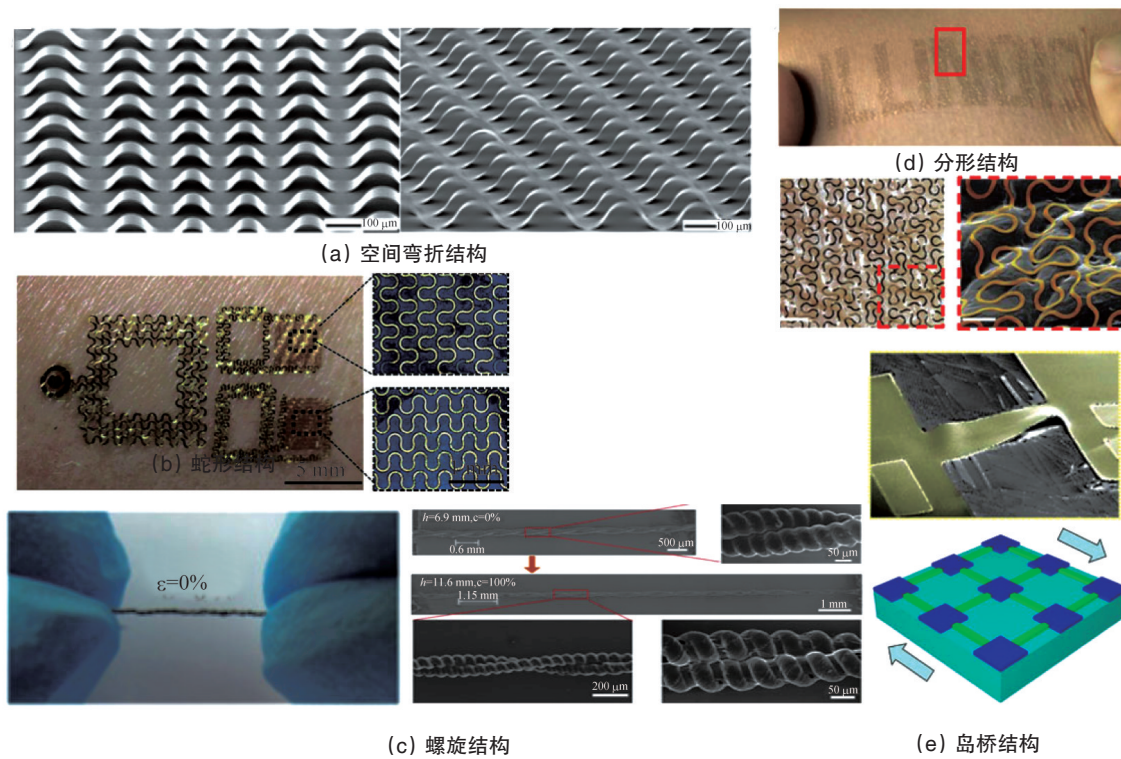 100 μm
100 μm
(a) 空间弯折结构
(d) 分形结构
(b) 蛇形结构
5 mm
ε=0%
h=6.9 mm,c=0%
0.6 mm
500 μm
50 μm
h=11.6 mm,c=100%
1.15 mm
1 mm
200 μm
50 μm
(c) 螺旋结构
(e) 岛桥结构